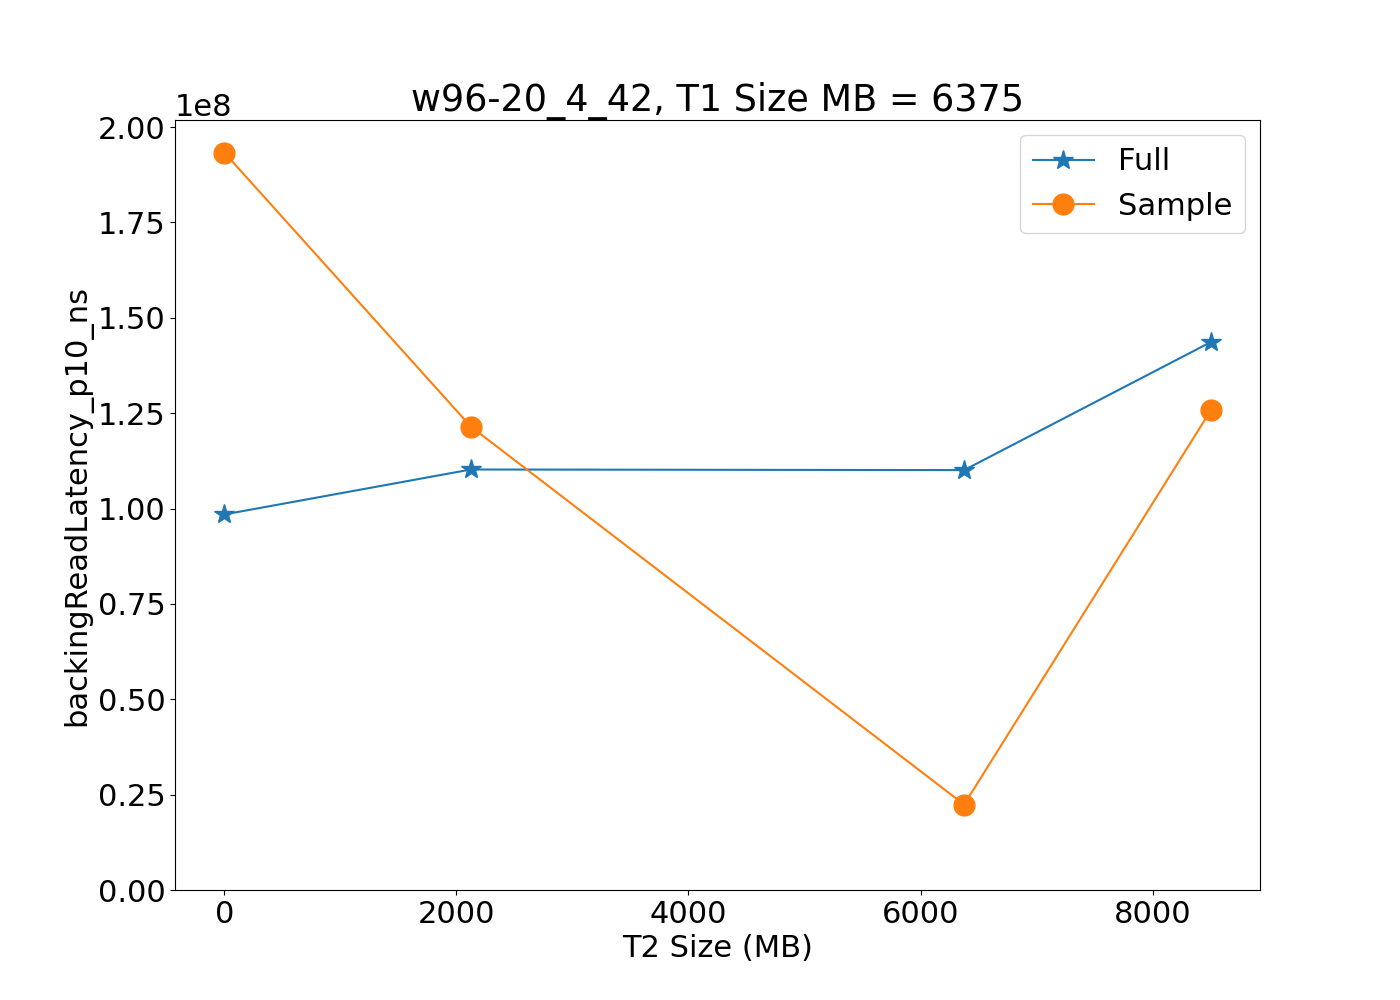 w96-20_4_42, T1 Size MB = 6375
1e8
2.00
1.75
1.50
1.25
1.00
0.75
0.50
0.25
0.00
backingReadLatency_p10_ns
Full
Sample
0 2000 4000 6000 8000
T2 Size (MB)